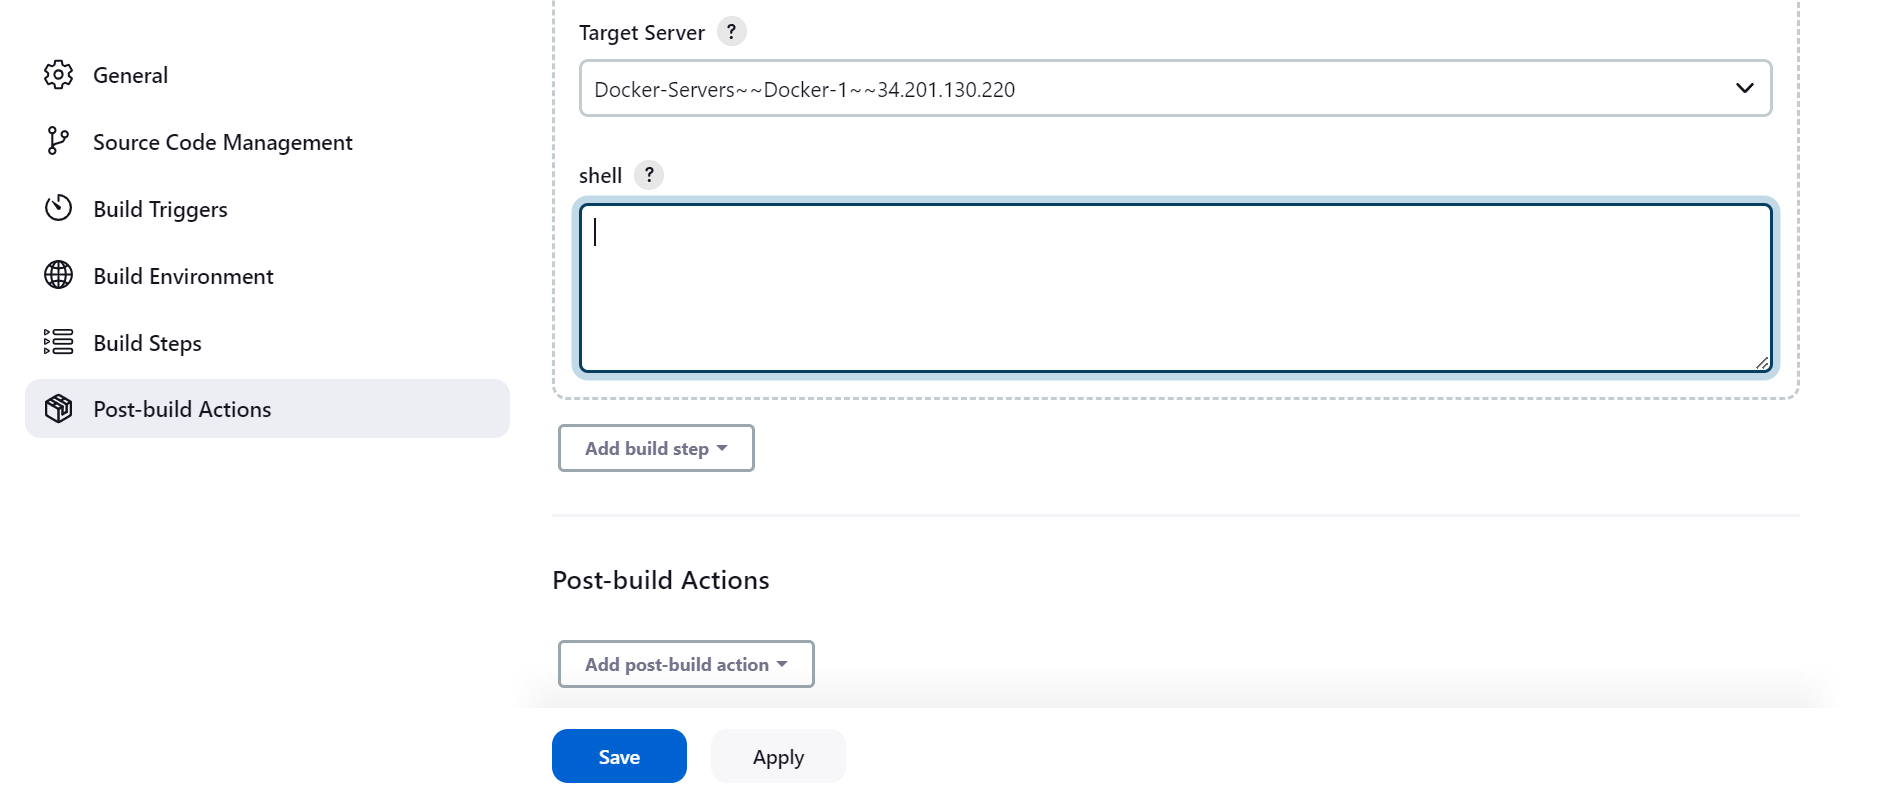 General
Source Code Management
Build Triggers
Build Environment
Build Steps
Post-build Actions
Target Server ?
Docker-Servers~~Docker-1~~34.201.130.220
shell ?
Add build step
Post-build Actions
Add post-build action
Save
Apply